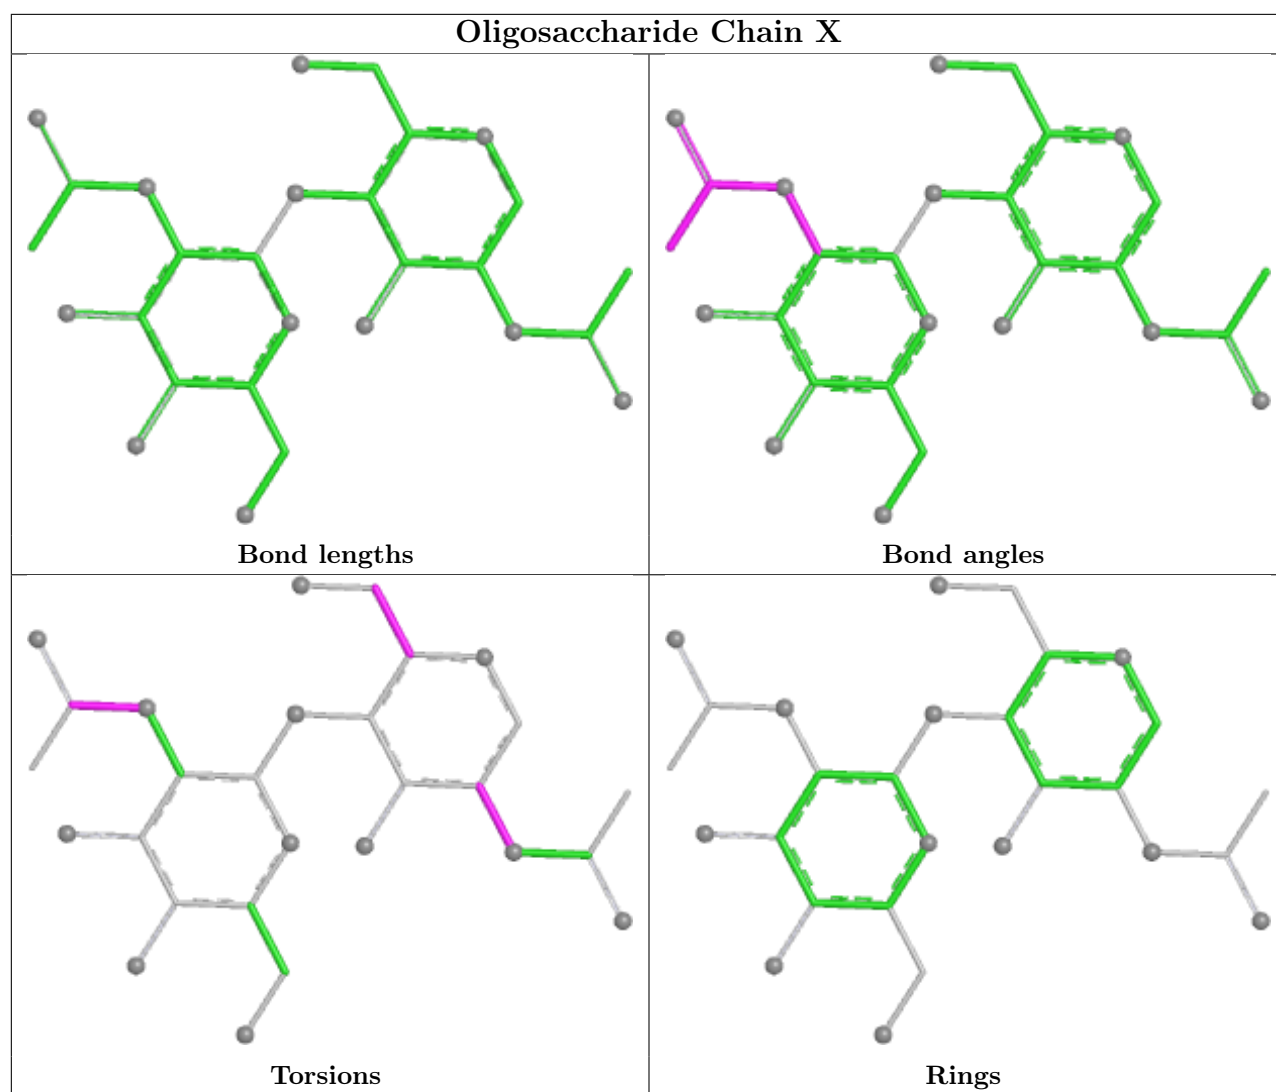 Oligosaccharide Chain X
Bond lengths
Bond angles
Torsions
Rings